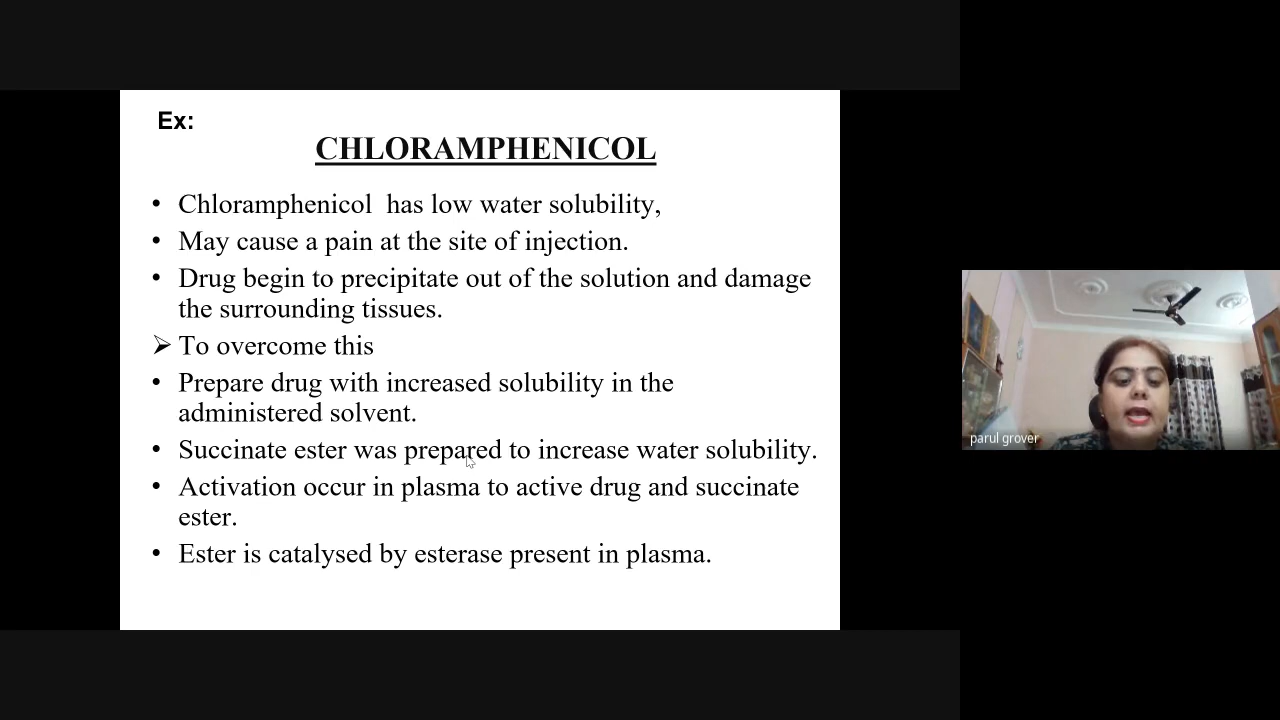 Ex:
CHLORAMPHENICOL
• Chloramphenicol has low water solubility,
• May cause a pain at the site of injection.
• Drug begin to precipitate out of the solution and damage
the surrounding tissues.
➢ To overcome this
• Prepare drug with increased solubility in the
administered solvent.
• Succinate ester was prepared to increase water solubility.
• Activation occur in plasma to active drug and succinate
ester.
• Ester is catalysed by esterase present in plasma.
parul grover